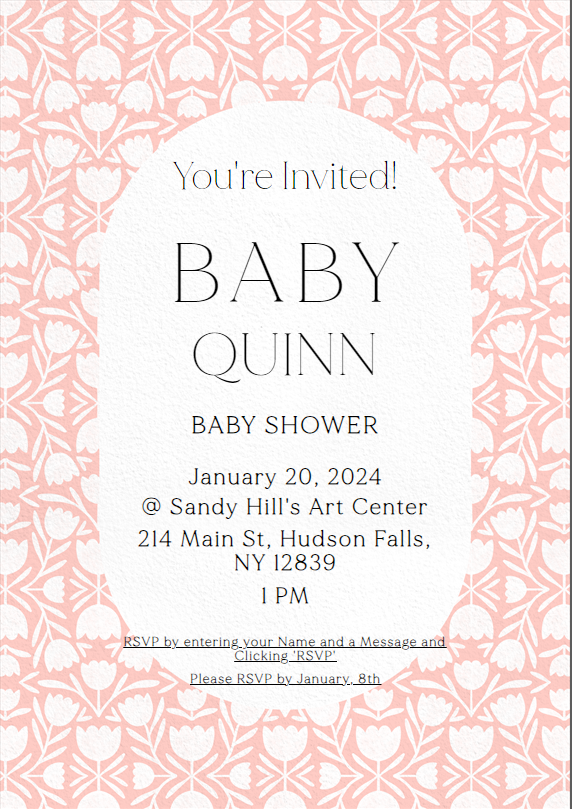 You're Invited!
BABY
QUINN
BABY SHOWER
January 20, 2024
@ Sandy Hill's Art Center
214 Main St, Hudson Falls,
NY 12839
1 PM
RSVP by entering your Name and a Message and
Clicking 'RSVP'
Please RSVP by January, 8th